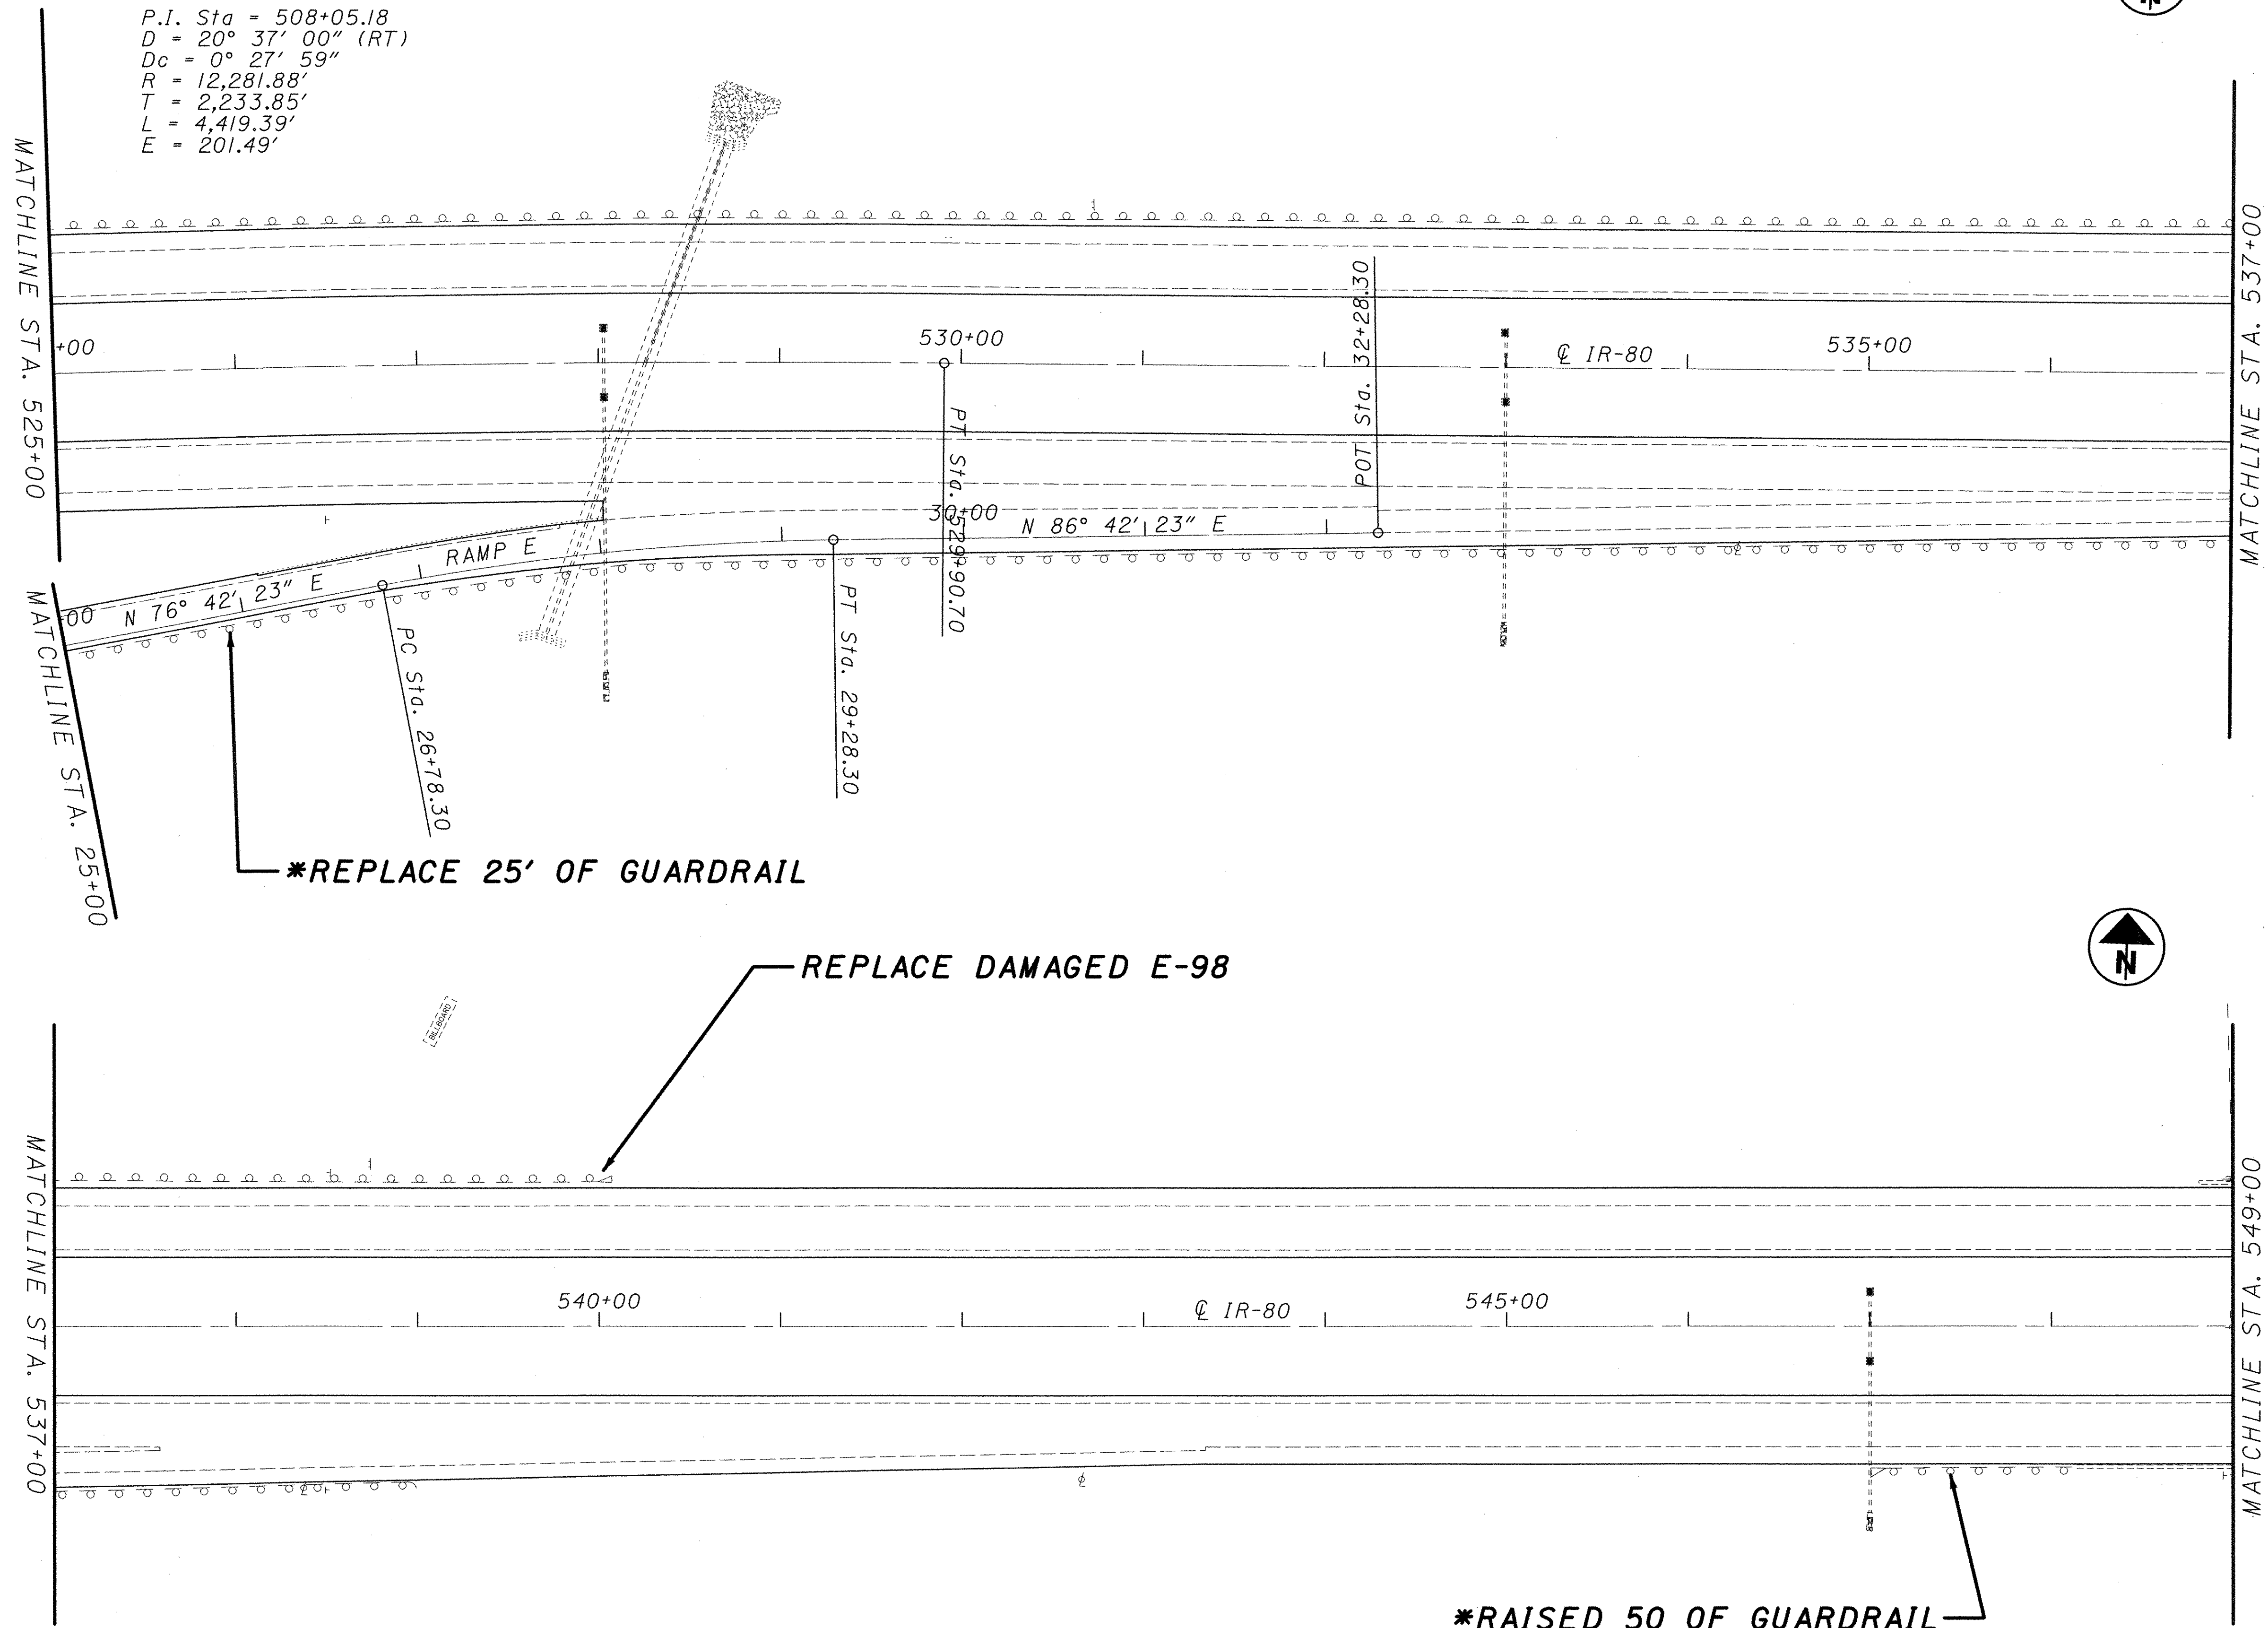 P.I. Sta = 508+05.18
D = 20° 37' 00" (RT)
Dc = 0° 27' 59"
R = 12,281.88'
T = 2,233.85'
L = 4,419.39'
E = 201.49'
N
MATCHLINE STA. 525+00
MATCHLINE STA. 537+00
+00
530+00
℄ IR-80
535+00
POT Sta. 32+28.30
PT Sta. 529+90.70
30+00
N 86° 42' 23" E
RAMP E
00
N 76° 42' 23" E
MATCHLINE STA. 25+00
PC Sta. 26+78.30
PT Sta. 29+28.30
*REPLACE 25' OF GUARDRAIL
REPLACE DAMAGED E-98
N
BILLBOARD
MATCHLINE STA. 537+00
MATCHLINE STA. 549+00
540+00
℄ IR-80
545+00
*RAISED 50 OF GUARDRAIL